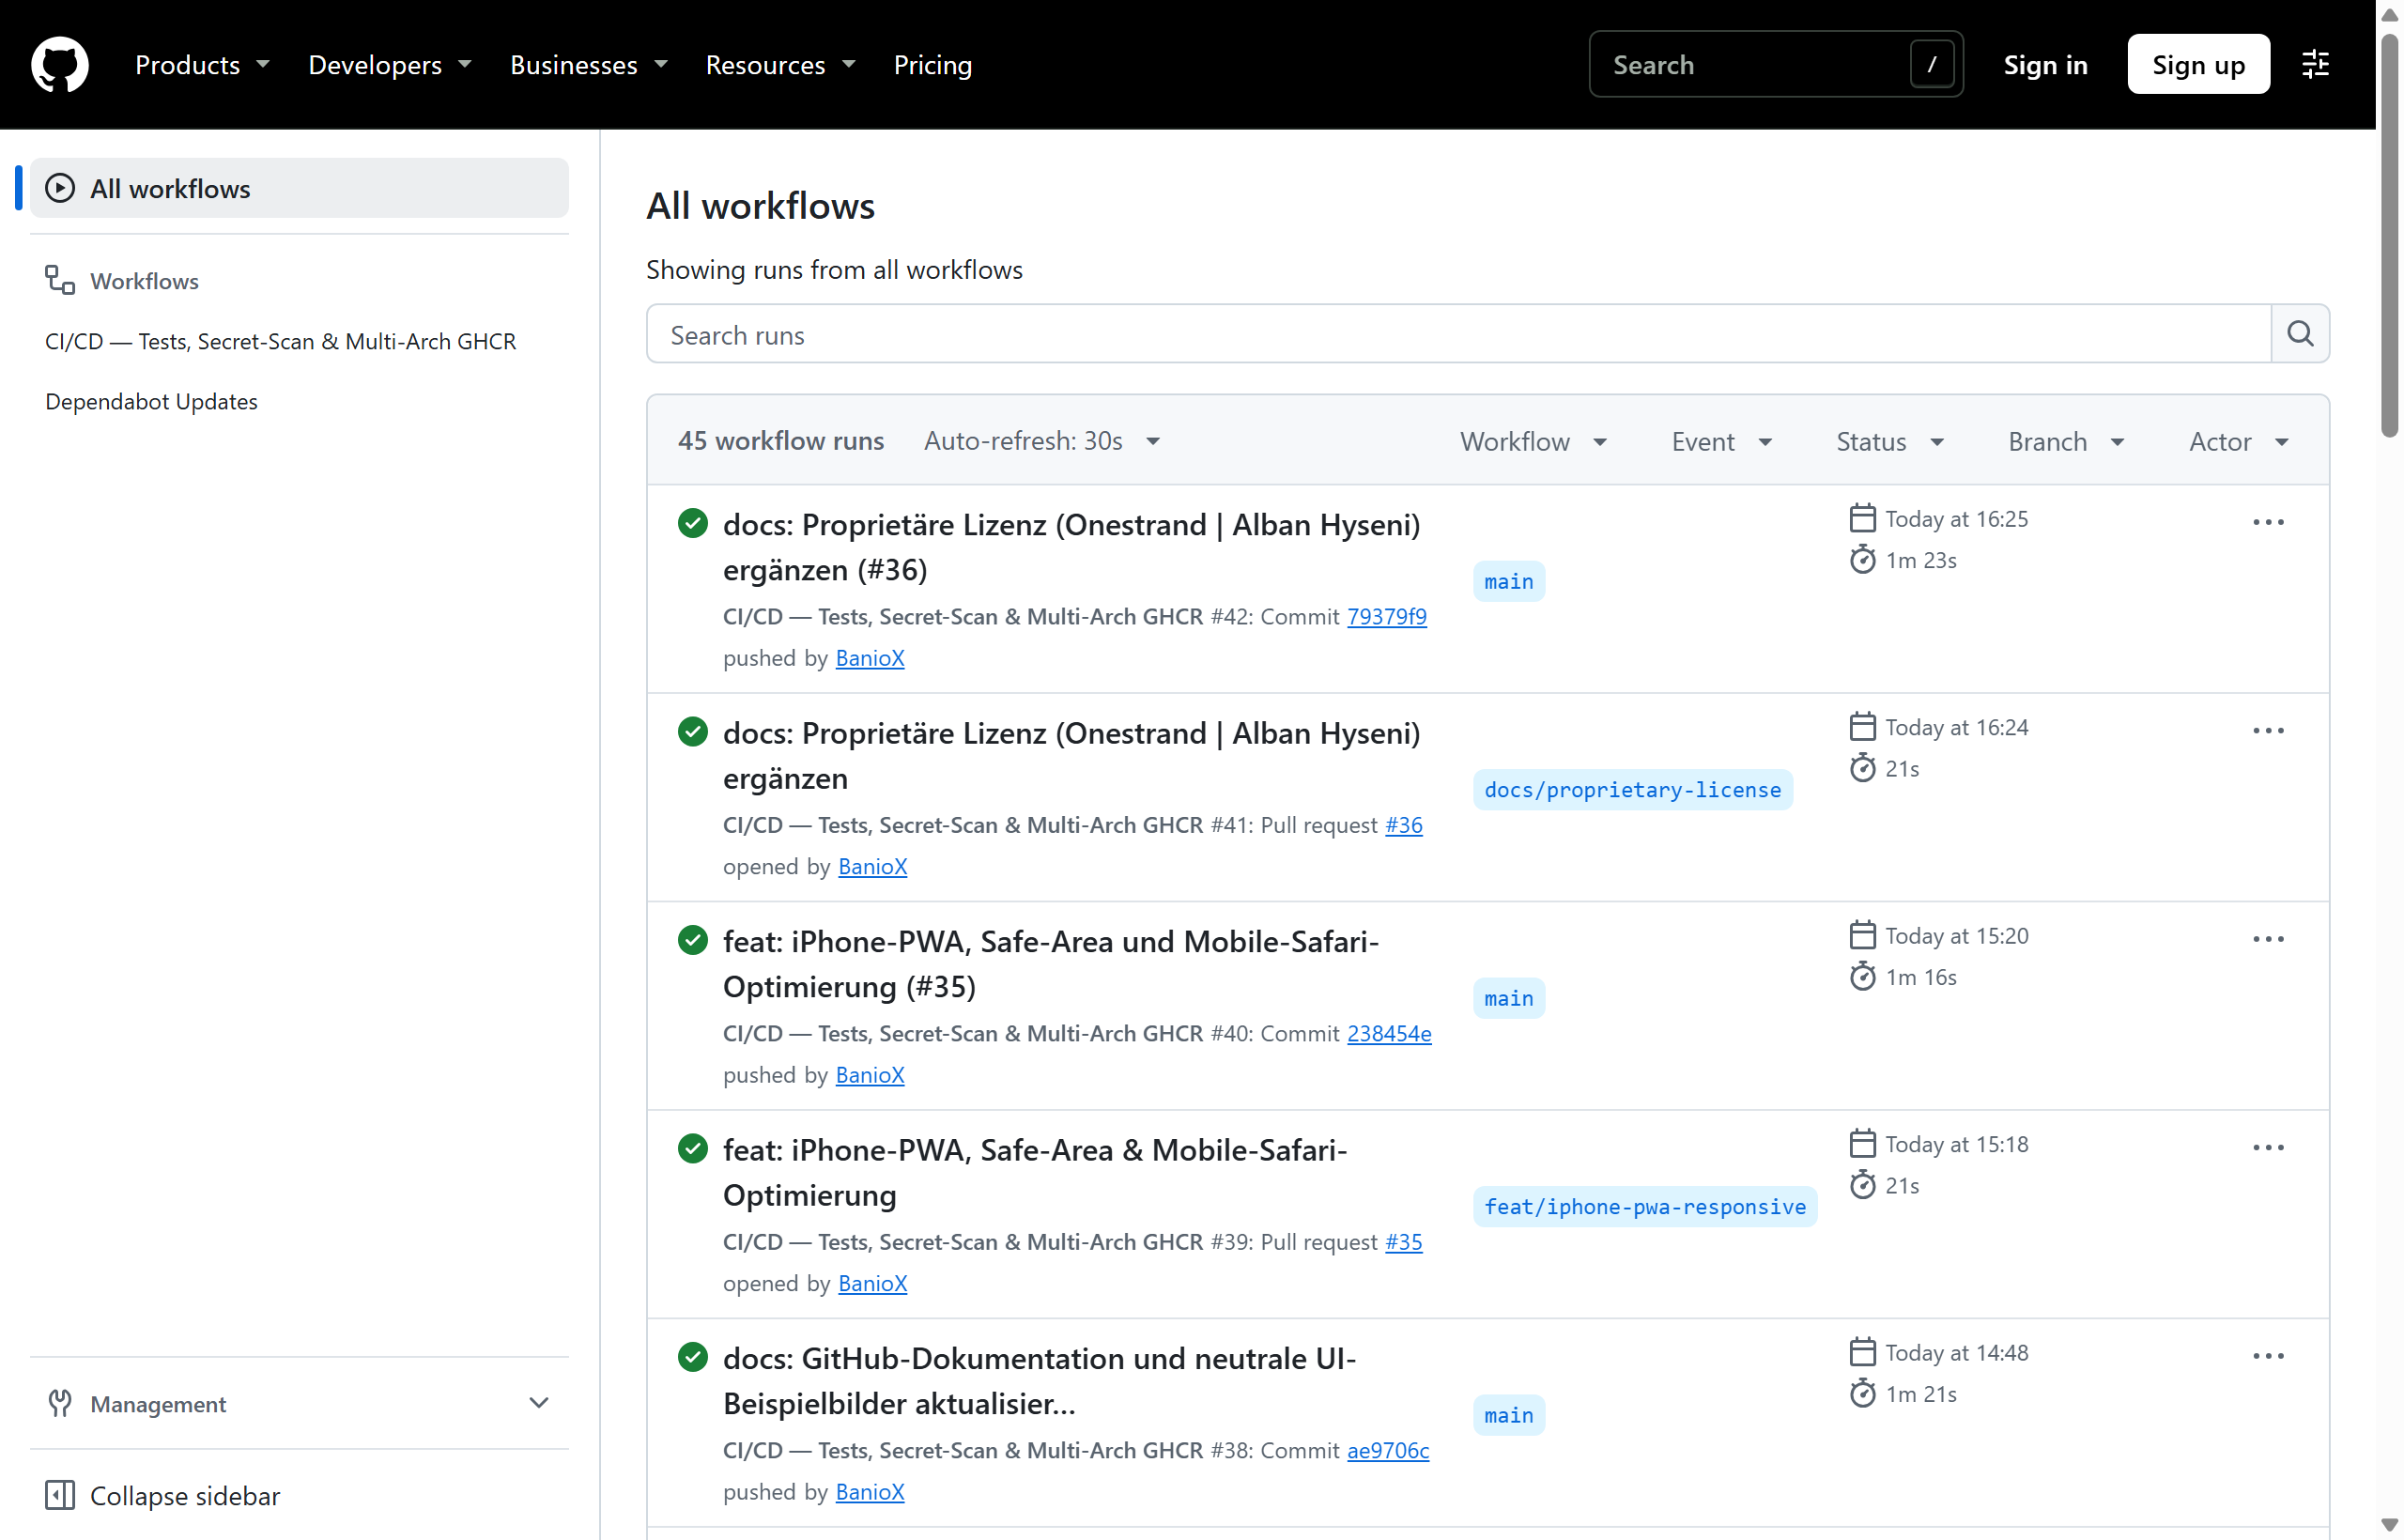 Products Developers Businesses Resources Pricing Search / Sign in Sign up
All workflows
Workflows
CI/CD — Tests, Secret-Scan & Multi-Arch GHCR
Dependabot Updates
Management
Collapse sidebar
All workflows
Showing runs from all workflows
Search runs
45 workflow runs Auto-refresh: 30s Workflow Event Status Branch Actor
docs: Proprietäre Lizenz (Onestrand | Alban Hyseni)
ergänzen (#36)
CI/CD — Tests, Secret-Scan & Multi-Arch GHCR #42: Commit 79379f9
pushed by BanioX
main
Today at 16:25
1m 23s
docs: Proprietäre Lizenz (Onestrand | Alban Hyseni)
ergänzen
CI/CD — Tests, Secret-Scan & Multi-Arch GHCR #41: Pull request #36
opened by BanioX
docs/proprietary-license
Today at 16:24
21s
feat: iPhone-PWA, Safe-Area und Mobile-Safari-
Optimierung (#35)
CI/CD — Tests, Secret-Scan & Multi-Arch GHCR #40: Commit 238454e
pushed by BanioX
main
Today at 15:20
1m 16s
feat: iPhone-PWA, Safe-Area & Mobile-Safari-
Optimierung
CI/CD — Tests, Secret-Scan & Multi-Arch GHCR #39: Pull request #35
opened by BanioX
feat/iphone-pwa-responsive
Today at 15:18
21s
docs: GitHub-Dokumentation und neutrale UI-
Beispielbilder aktualisier...
CI/CD — Tests, Secret-Scan & Multi-Arch GHCR #38: Commit ae9706c
pushed by BanioX
main
Today at 14:48
1m 21s